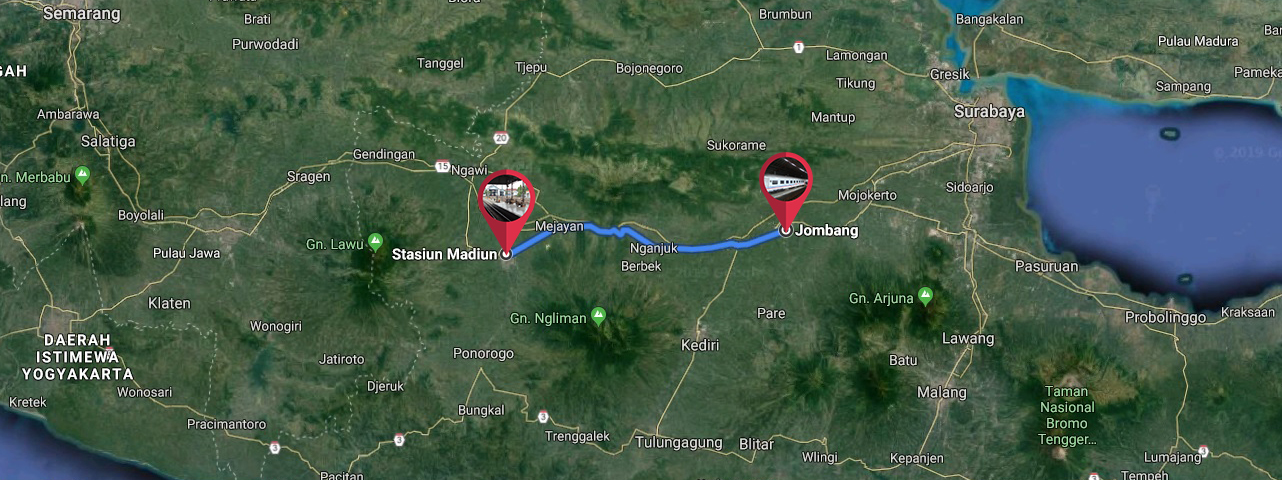 Semarang
Brati
Purwodadi
Brumbun
Bangakalan
Pulau Madura
Tanggel
Tjepu
Bojonegoro
1
Lamongan
Tikung
Gresik
Sampang
GAH
Ambarawa
Salatiga
20
Mantup
Surabaya
© 2019
n. Merbabu
lang
Boyolali
Gendingan
Sragen
15
Ngawi
Sukorame
Mojokerto
Sidoarjo
Pulau Jawa
Gn. Lawu
Stasiun Madiun
Mejayan
Nganjuk
Berbek
Jombang
Pasuruan
Klaten
Wonogiri
Gn. Ngliman
Pare
Gn. Arjuna
Probolinggo
Kraksaan
DAERAH
ISTIMEWA
YOGYAKARTA
Jatiroto
Ponorogo
Kediri
Lawang
Batu
Malang
Wonosari
Djeruk
Kretek
Pracimantoro
Bungkal
3
3
3
Trenggalek
Tulungagung
Blitar
Wlingi
Kepanjen
Taman
Nasional
Bromo
Tengger...
Lumajang
3
Tempeh
Pacitan
3